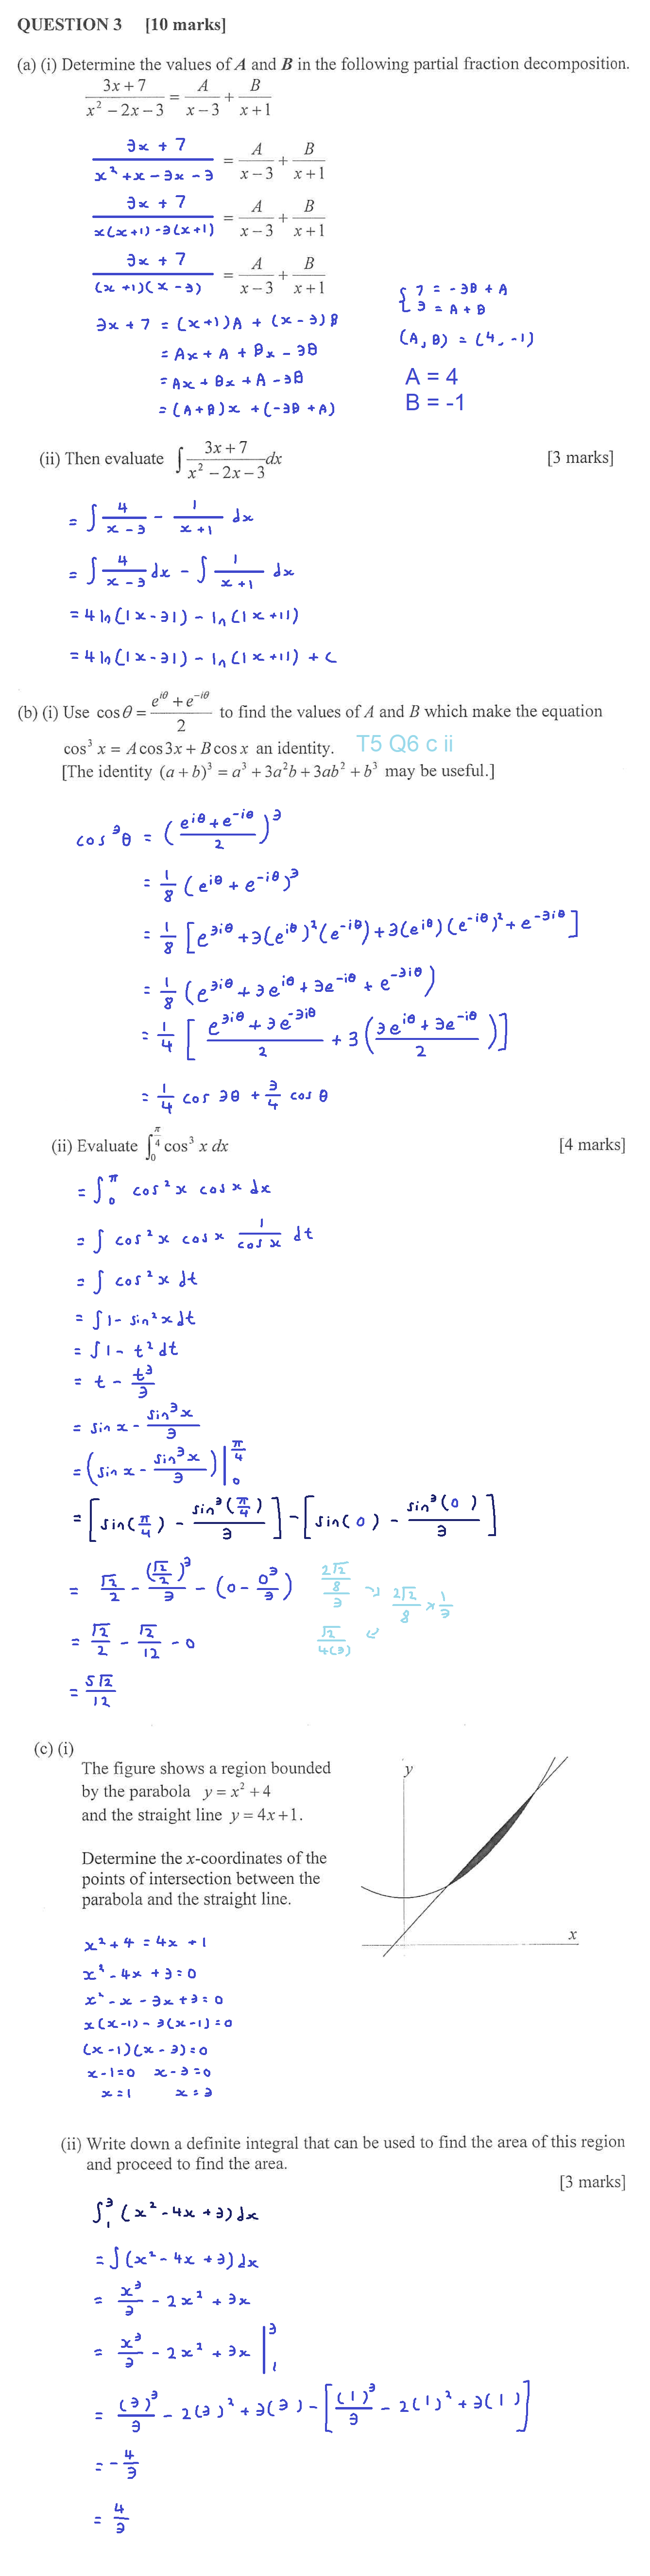 QUESTION 3 [10 marks]
(a) (i) Determine the values of A and B in the following partial fraction decomposition.
(3x + 7)/(x² − 2x − 3) = A/(x − 3) + B/(x + 1)
(3x + 7)/(x² + x − 3x − 3) = A/(x − 3) + B/(x + 1)
(3x + 7)/(x(x + 1) − 3(x + 1)) = A/(x − 3) + B/(x + 1)
(3x + 7)/((x + 1)(x − 3)) = A/(x − 3) + B/(x + 1)
3x + 7 = (x + 1)A + (x − 3)B
= Ax + A + Bx − 3B
= Ax + Bx + A − 3B
= (A + B)x + (−3B + A)
{ 7 = −3B + A
3 = A + B
(A, B) = (4, −1)
A = 4
B = -1
(ii) Then evaluate ∫ (3x + 7)/(x² − 2x − 3) dx [3 marks]
= ∫ 4/(x − 3) − 1/(x + 1) dx
= ∫ 4/(x − 3) dx − ∫ 1/(x + 1) dx
= 4 ln(|x − 3|) − ln(|x + 1|)
= 4 ln(|x − 3|) − ln(|x + 1|) + C
(b) (i) Use cos θ = (e^{iθ} + e^{−iθ})/2 to find the values of A and B which make the equation
cos³ x = A cos 3x + B cos x an identity. T5 Q6 c ii
[The identity (a + b)³ = a³ + 3a²b + 3ab² + b³ may be useful.]
cos³θ = ((e^{iθ} + e^{−iθ})/2)³
= 1/8 (e^{iθ} + e^{−iθ})³
= 1/8 [e^{3iθ} + 3(e^{iθ})²(e^{−iθ}) + 3(e^{iθ})(e^{−iθ})² + e^{−3iθ}]
= 1/8 (e^{3iθ} + 3e^{iθ} + 3e^{−iθ} + e^{−3iθ})
= 1/4 [(e^{3iθ} + 3e^{−3iθ})/2 + 3((3e^{iθ} + 3e^{−iθ})/2)]
= 1/4 cos 3θ + 3/4 cos θ
(ii) Evaluate ∫₀^{π/4} cos³ x dx [4 marks]
= ∫₀^π cos²x cos x dx
= ∫ cos²x cos x 1/(cos x) dt
= ∫ cos²x dt
= ∫ 1 − sin²x dt
= ∫ 1 − t² dt
= t − t³/3
= sin x − sin³x/3
= (sin x − sin³x/3) |₀^{π/4}
= [sin(π/4) − sin³(π/4)/3] − [sin(0) − sin³(0)/3]
= √2/2 − (√2/2)³/3 − (0 − 0³/3)
(2√2/8)/3 → 2√2/8 × 1/3
= √2/2 − √2/12 − 0
√2/4(3) ↙
= 5√2/12
(c) (i)
The figure shows a region bounded
by the parabola y = x² + 4
and the straight line y = 4x + 1.
Determine the x-coordinates of the
points of intersection between the
parabola and the straight line.
y
x
x² + 4 = 4x + 1
x² − 4x + 3 = 0
x² − x − 3x + 3 = 0
x(x − 1) − 3(x − 1) = 0
(x − 1)(x − 3) = 0
x − 1 = 0 x − 3 = 0
x = 1 x = 3
(ii) Write down a definite integral that can be used to find the area of this region
and proceed to find the area.
[3 marks]
∫₁³ (x² − 4x + 3) dx
= ∫ (x² − 4x + 3) dx
= x³/3 − 2x² + 3x
= x³/3 − 2x² + 3x |₁³
= (3)³/3 − 2(3)² + 3(3) − [(1)³/3 − 2(1)² + 3(1)]
= −4/3
= 4/3